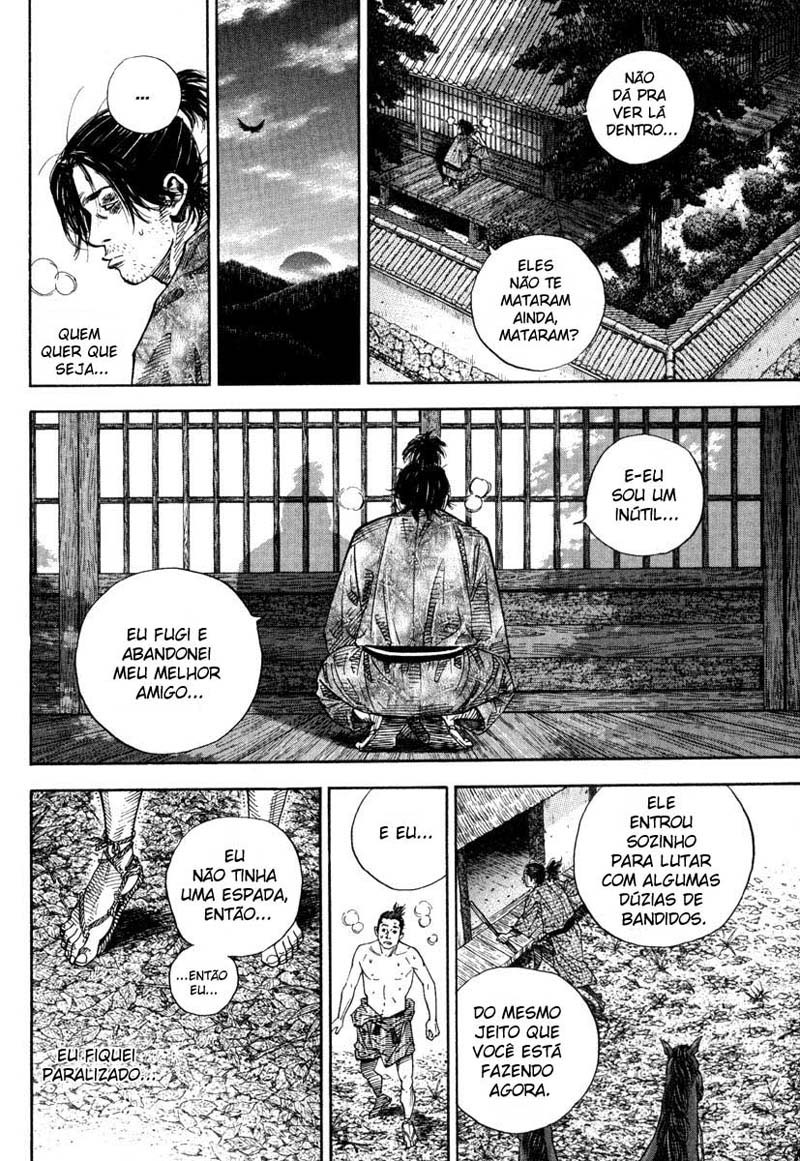 NÃO
DÁ PRA
VER LÁ
DENTRO...
ELES
NÃO TE
MATARAM
AINDA,
MATARAM?
...
QUEM
QUER QUE
SEJA...
E-EU
SOU UM
INÚTIL...
EU FUGI E
ABANDONEI
MEU MELHOR
AMIGO...
ELE
ENTROU
SOZINHO
PARA LUTAR
COM ALGUMAS
DÚZIAS DE
BANDIDOS.
DO MESMO
JEITO QUE
VOCÊ ESTÁ
FAZENDO
AGORA.
E EU...
EU
NÃO TINHA
UMA ESPADA,
ENTÃO...
...ENTÃO
EU...
EU FIQUEI
PARALIZADO...